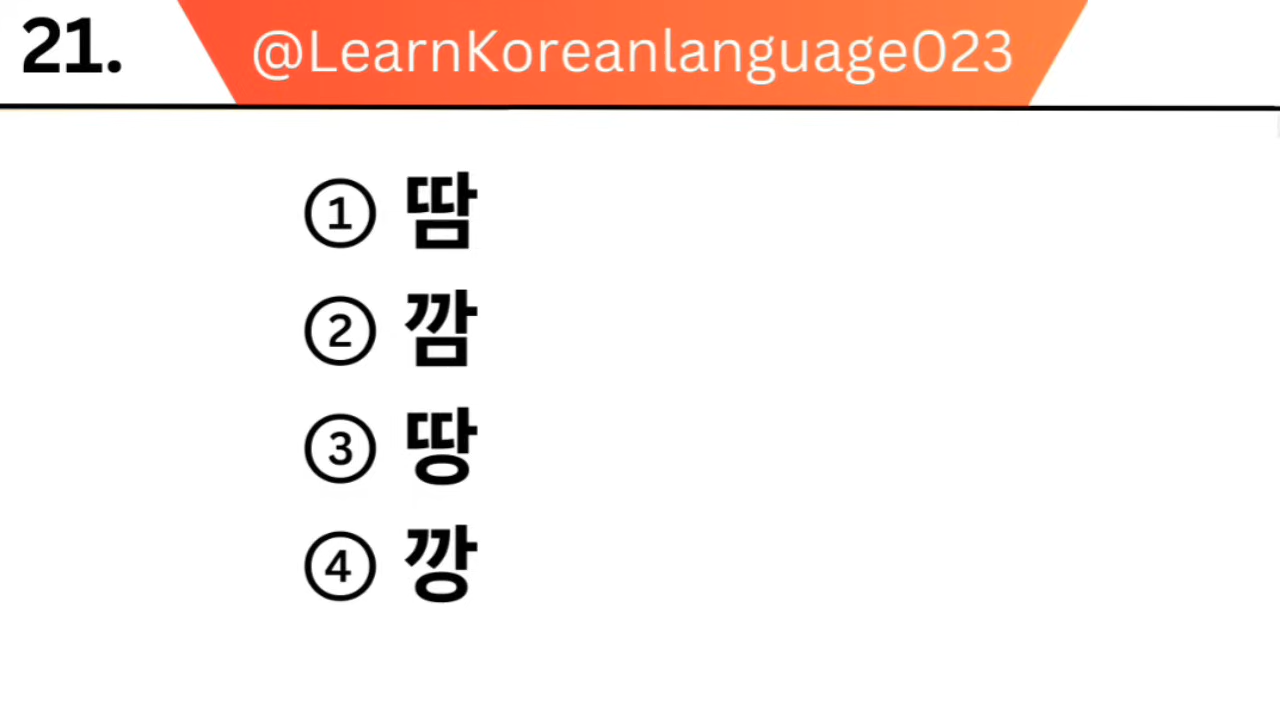 21.
@LearnKoreanlanguage023
① 땀
② 깜
③ 땅
④ 깡